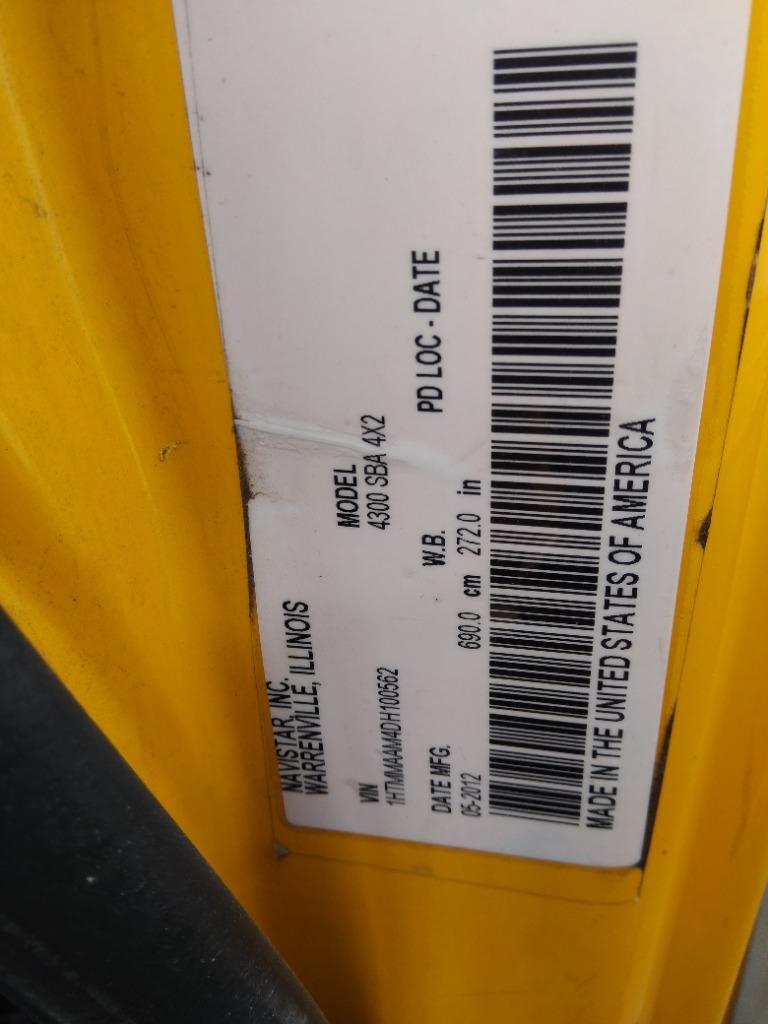 NAVISTAR, INC.
WARRENVILLE, ILLINOIS
VIN
1HTMMAAM4DH100562
MODEL
4300 SBA 4X2
DATE MFG.
05-2012
W.B.
690.0 cm 272.0 in
PD LOC - DATE
MADE IN THE UNITED STATES OF AMERICA